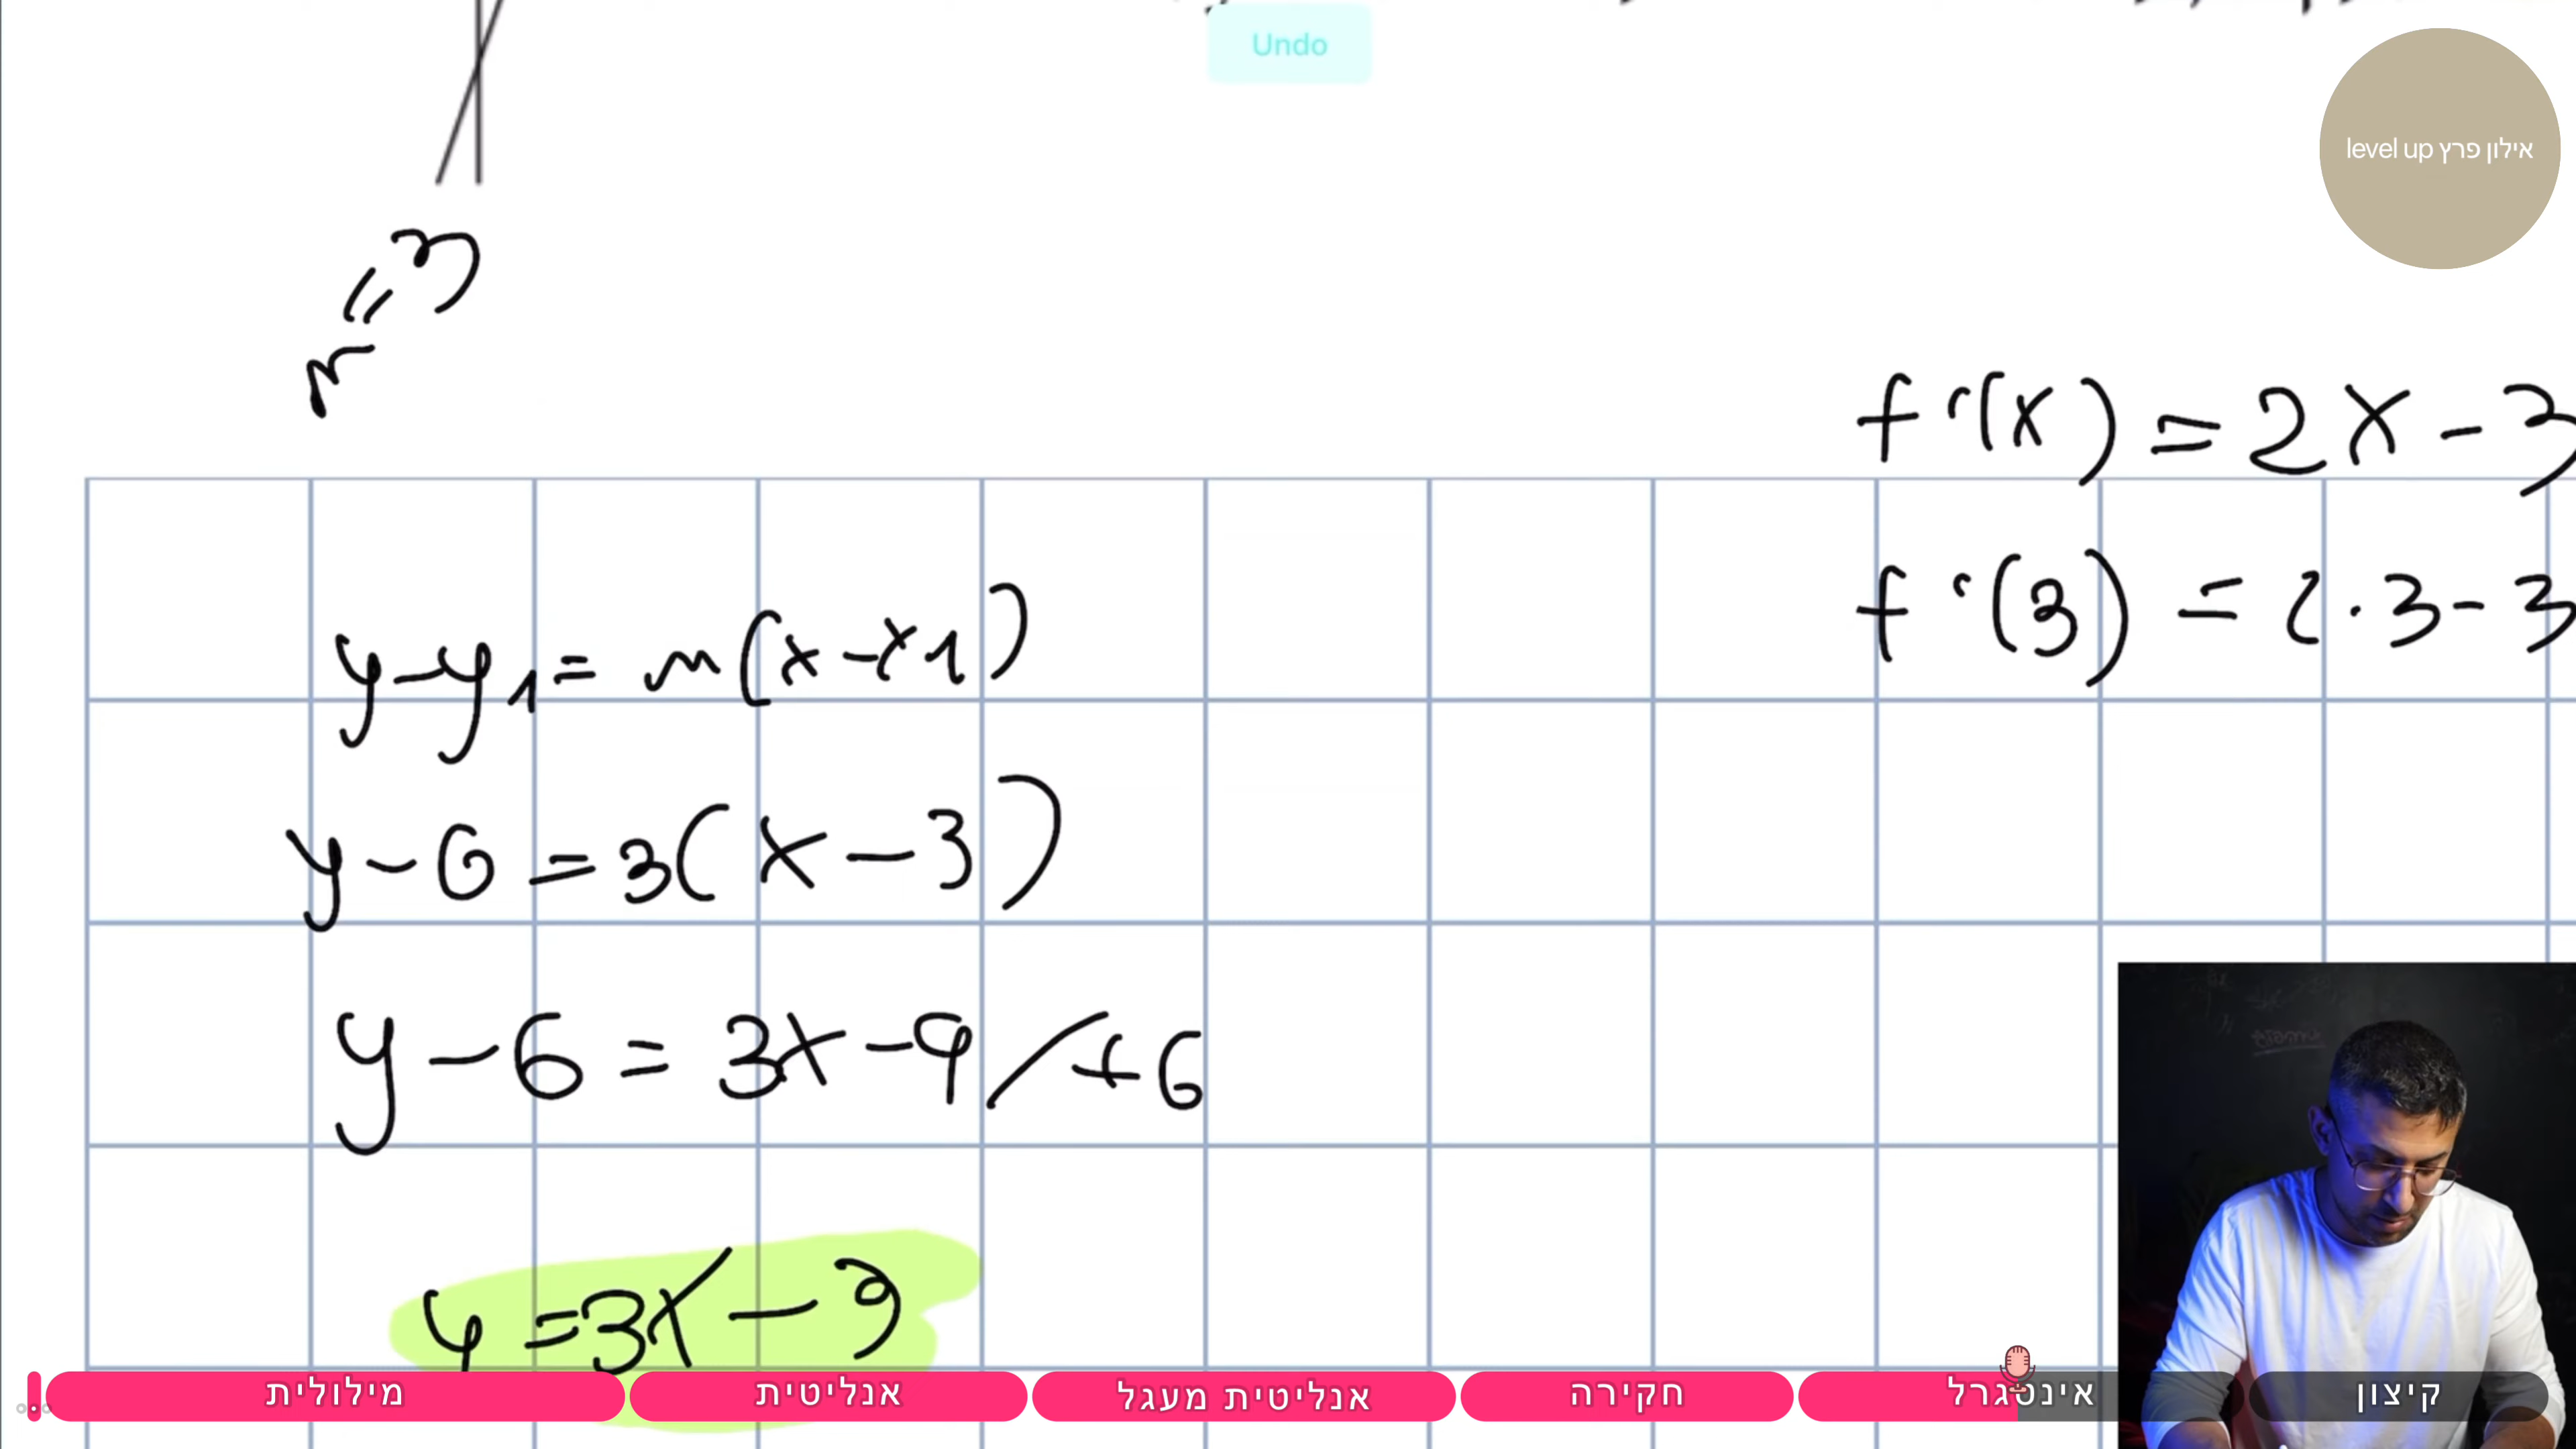 Undo
level up אילון פרץ
m = 3
f'(x) = 2x - 3
f'(3) = 2·3 - 3
y - y1 = m(x - x1)
y - 6 = 3(x - 3)
y - 6 = 3x - 9 / +6
y = 3x - 3
מילולית
אנליטית
אנליטית מעגל
חקירה
אינטגרל
קיצון